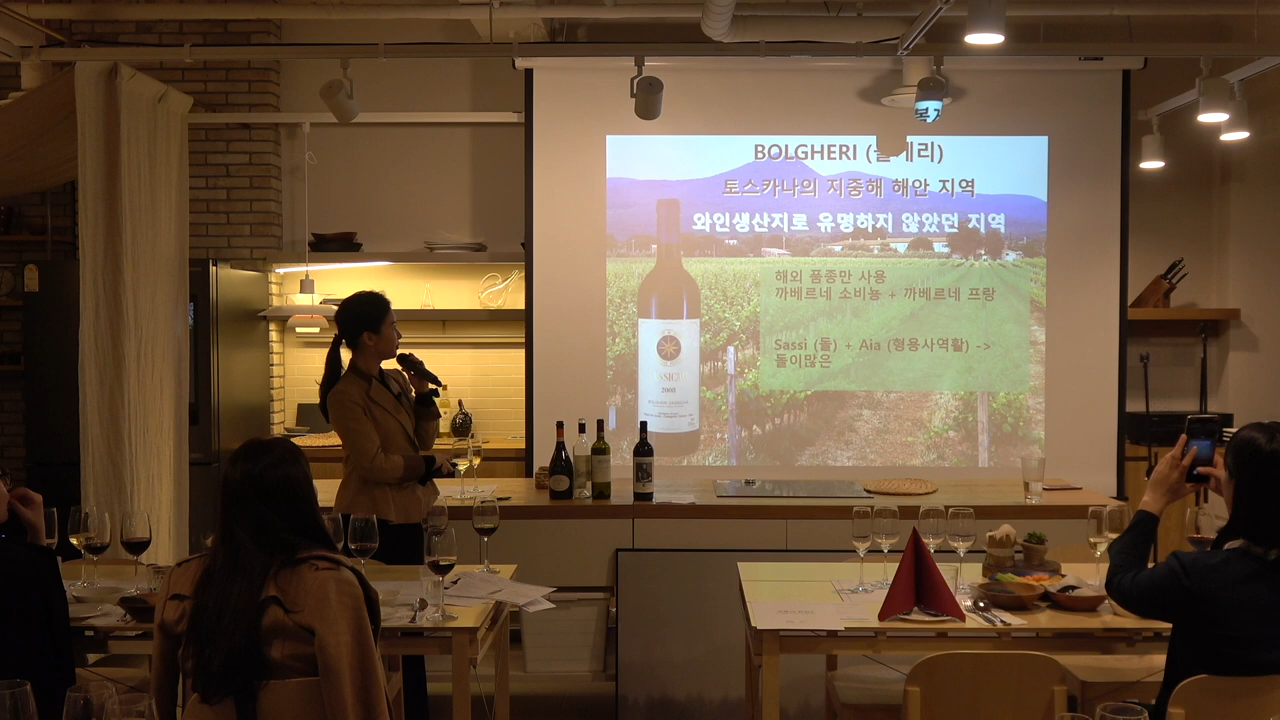 BOLGHERI (볼게리)
토스카나의 지중해 해안 지역
와인생산지로 유명하지 않았던 지역
해외 품종만 사용
까베르네 소비뇽 + 까베르네 프랑
Sassi (돌) + Aia (형용사역활) ->
돌이많은
2008